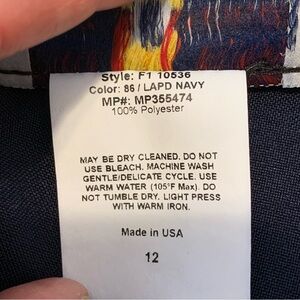 Style: F1 10536
Color: 86 / LAPD NAVY
MP#: MP355474
100% Polyester
MAY BE DRY CLEANED. DO NOT
USE BLEACH. MACHINE WASH
GENTLE/DELICATE CYCLE. USE
WARM WATER (105°F Max). DO
NOT TUMBLE DRY. LIGHT PRESS
WITH WARM IRON.
Made in USA
12